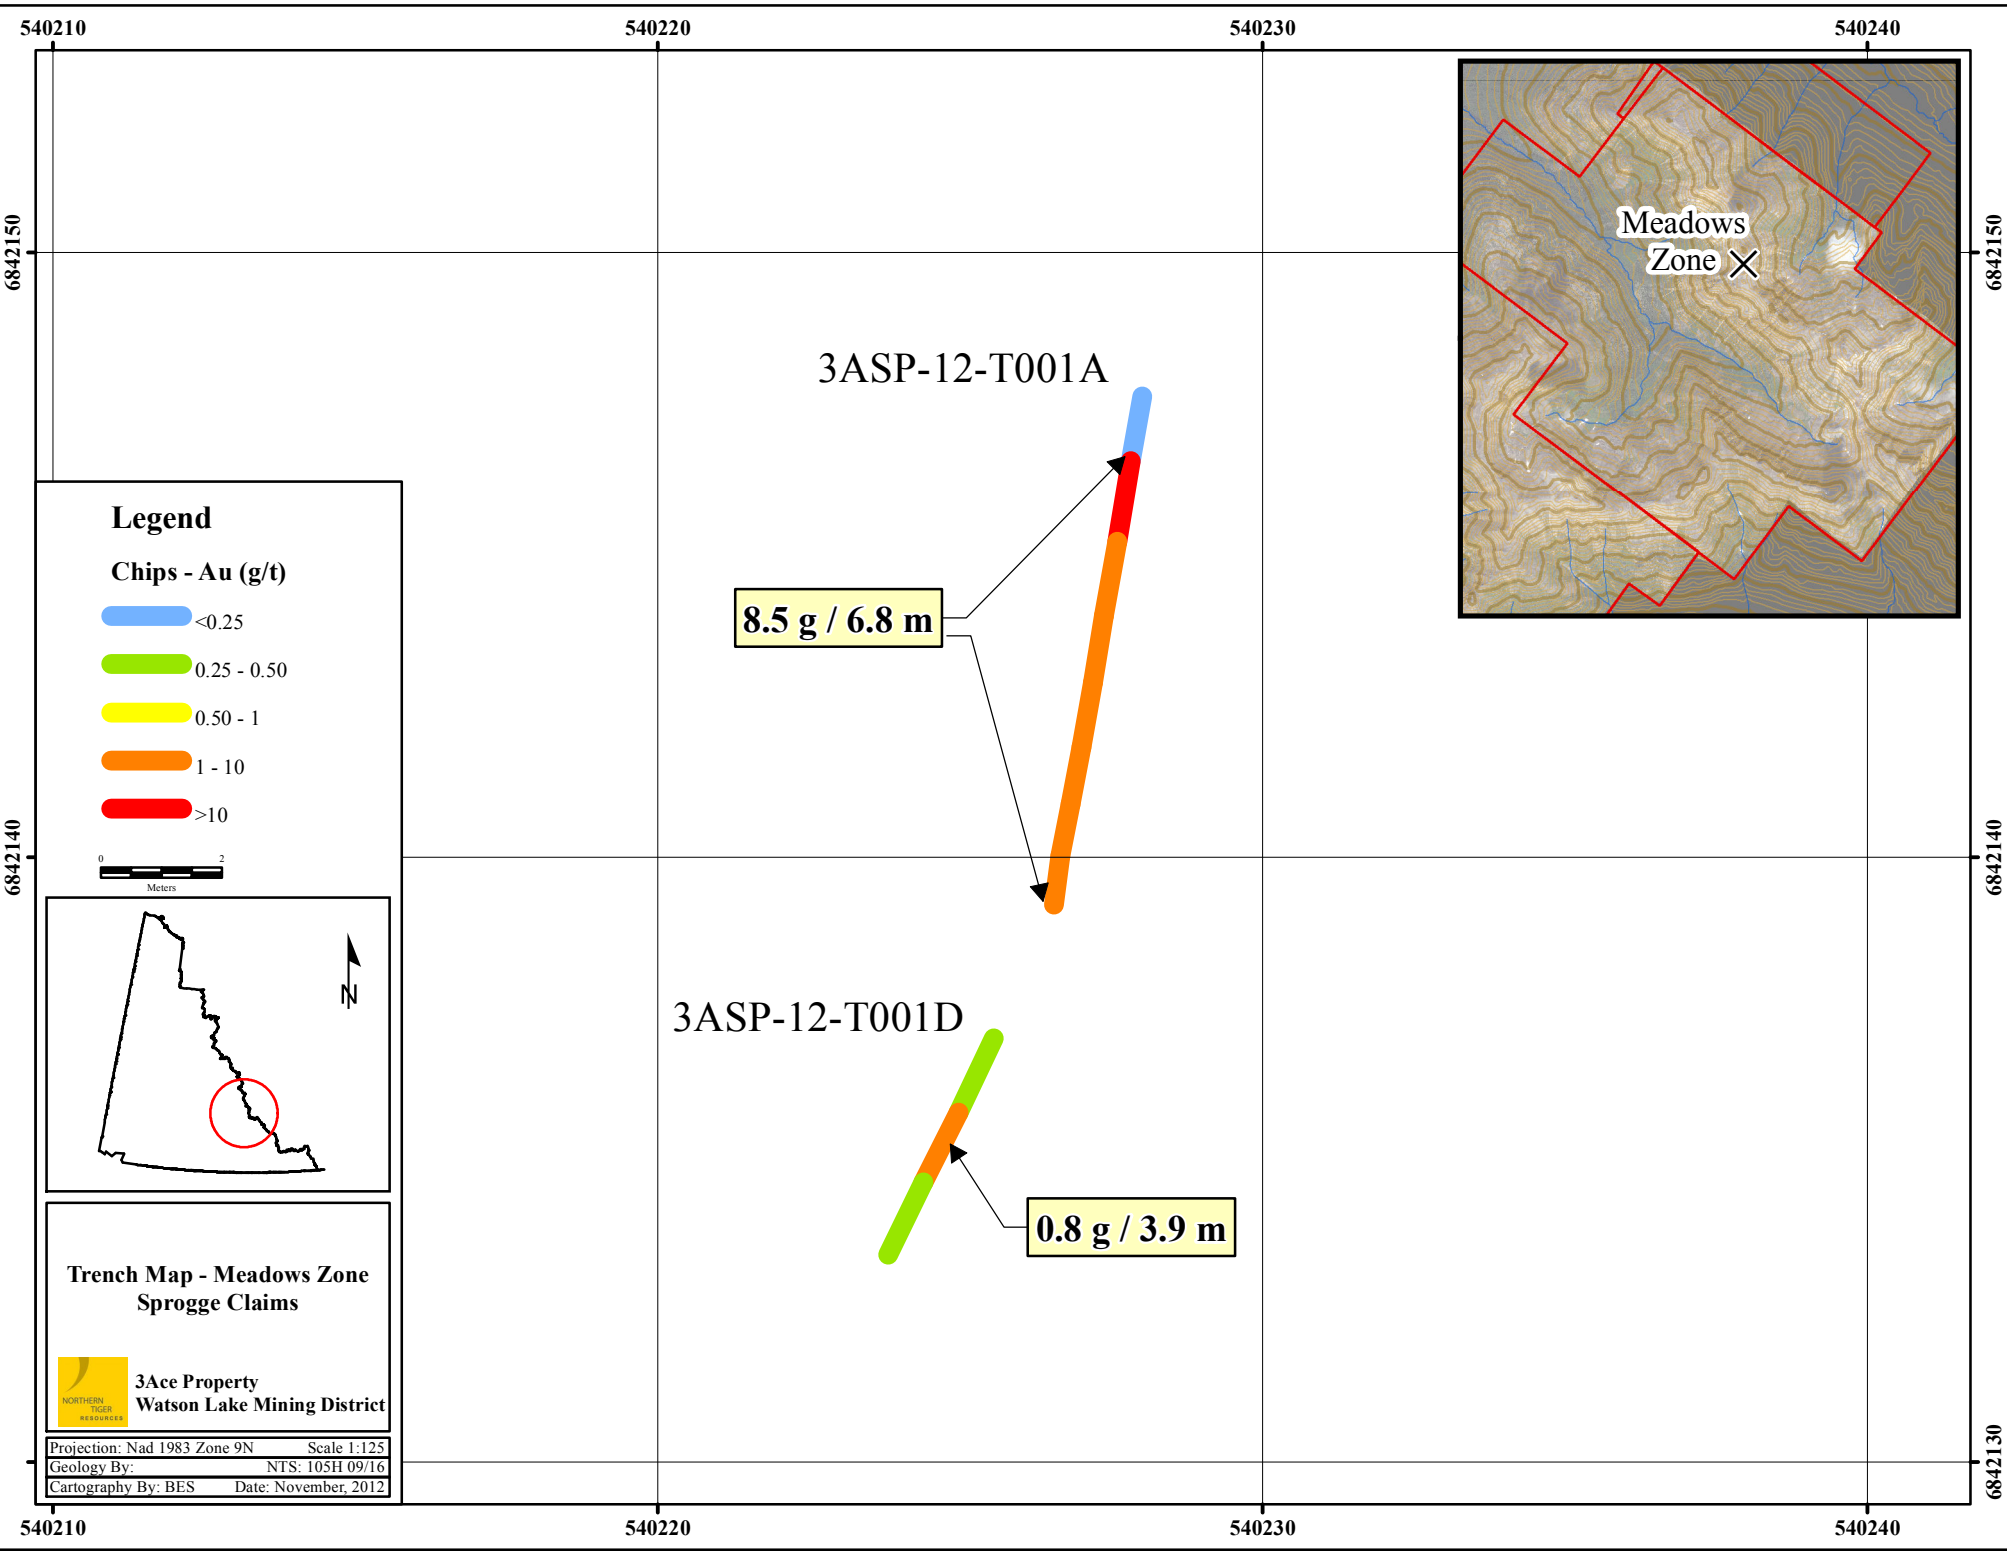 540210
540220
540230
540240
6842150
6842150
Meadows
Zone
3ASP-12-T001A
Legend
Chips - Au (g/t)
<0.25
0.25 - 0.50
0.50 - 1
1 - 10
>10
0 2
Meters
8.5 g / 6.8 m
6842140
6842140
N
3ASP-12-T001D
0.8 g / 3.9 m
Trench Map - Meadows Zone
Sprogge Claims
NORTHERN
TIGER
RESOURCES
3Ace Property
Watson Lake Mining District
Projection: Nad 1983 Zone 9N Scale 1:125
Geology By: NTS: 105H 09/16
Cartography By: BES Date: November, 2012
6842130
540210
540220
540230
540240